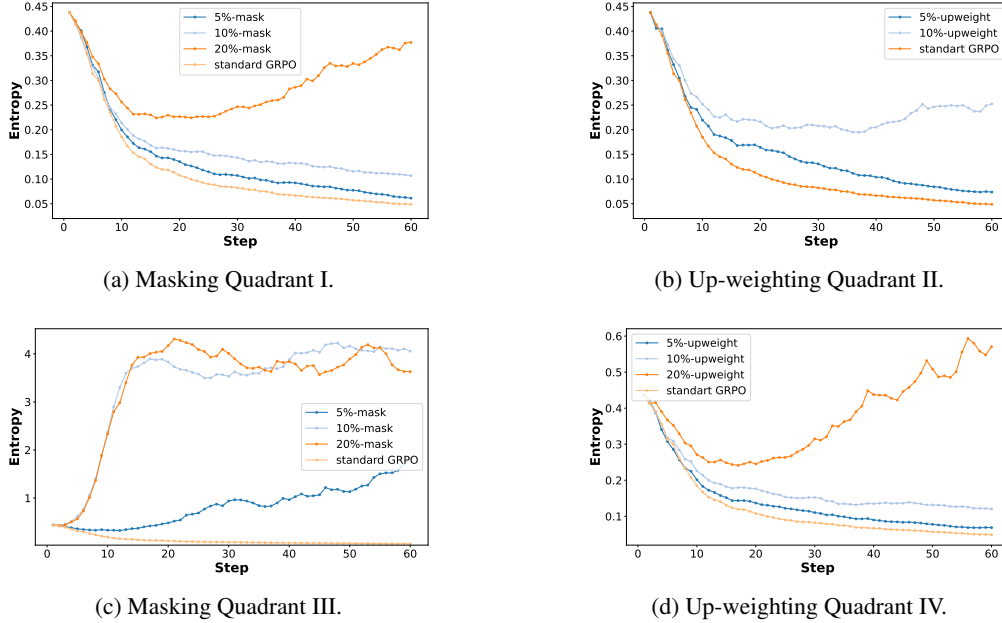 0.45
0.40
0.35
0.30
0.25
0.20
0.15
0.10
0.05
Entropy
5%-mask
10%-mask
20%-mask
standard GRPO
0 10 20 30 40 50 60
Step
(a) Masking Quadrant I.
0.45
0.40
0.35
0.30
0.25
0.20
0.15
0.10
0.05
Entropy
5%-upweight
10%-upweight
standart GRPO
0 10 20 30 40 50 60
Step
(b) Up-weighting Quadrant II.
4
3
2
1
Entropy
5%-mask
10%-mask
20%-mask
standard GRPO
0 10 20 30 40 50 60
Step
(c) Masking Quadrant III.
0.6
0.5
0.4
0.3
0.2
0.1
Entropy
5%-upweight
10%-upweight
20%-upweight
standart GRPO
0 10 20 30 40 50 60
Step
(d) Up-weighting Quadrant IV.